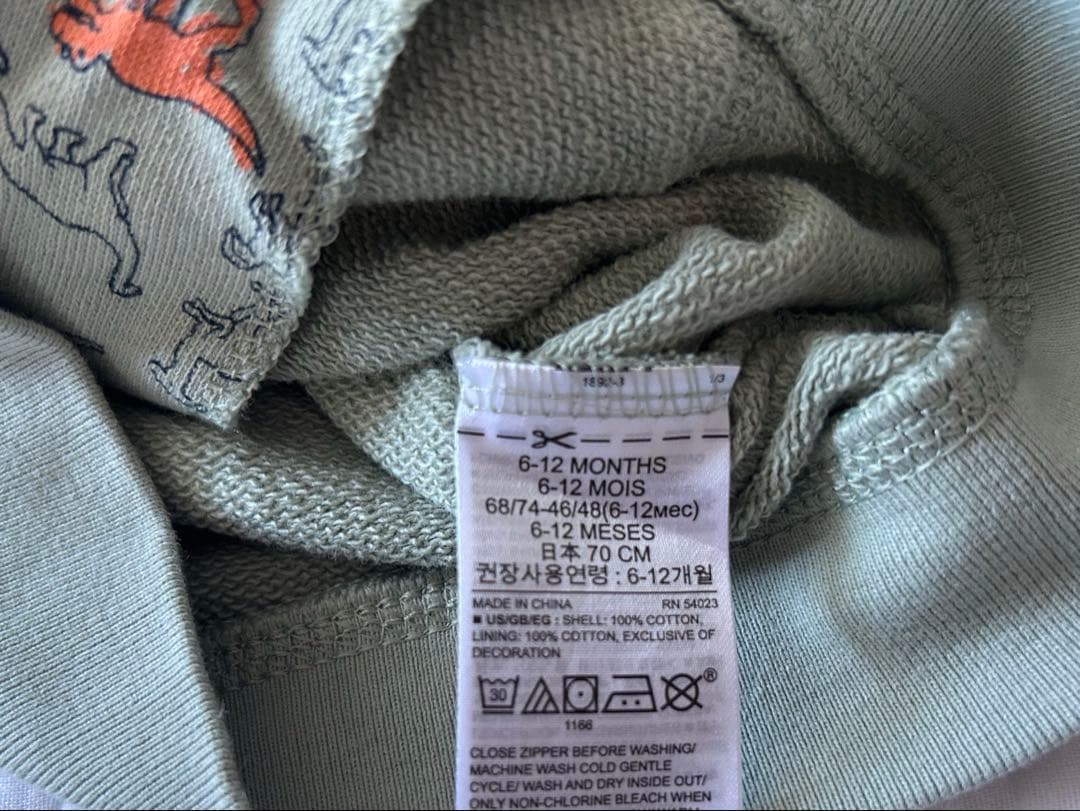 1/3
6-12 MONTHS
6-12 MOIS
68/74-46/48(6-12мес)
6-12 MESES
日本 70 CM
권장사용연령 : 6-12개월
MADE IN CHINA RN 54023
■ US/GB/EG : SHELL: 100% COTTON,
LINING: 100% COTTON, EXCLUSIVE OF
DECORATION
30
®
1166
CLOSE ZIPPER BEFORE WASHING/
MACHINE WASH COLD GENTLE
CYCLE/ WASH AND DRY INSIDE OUT/
ONLY NON-CHLORINE BLEACH WHEN